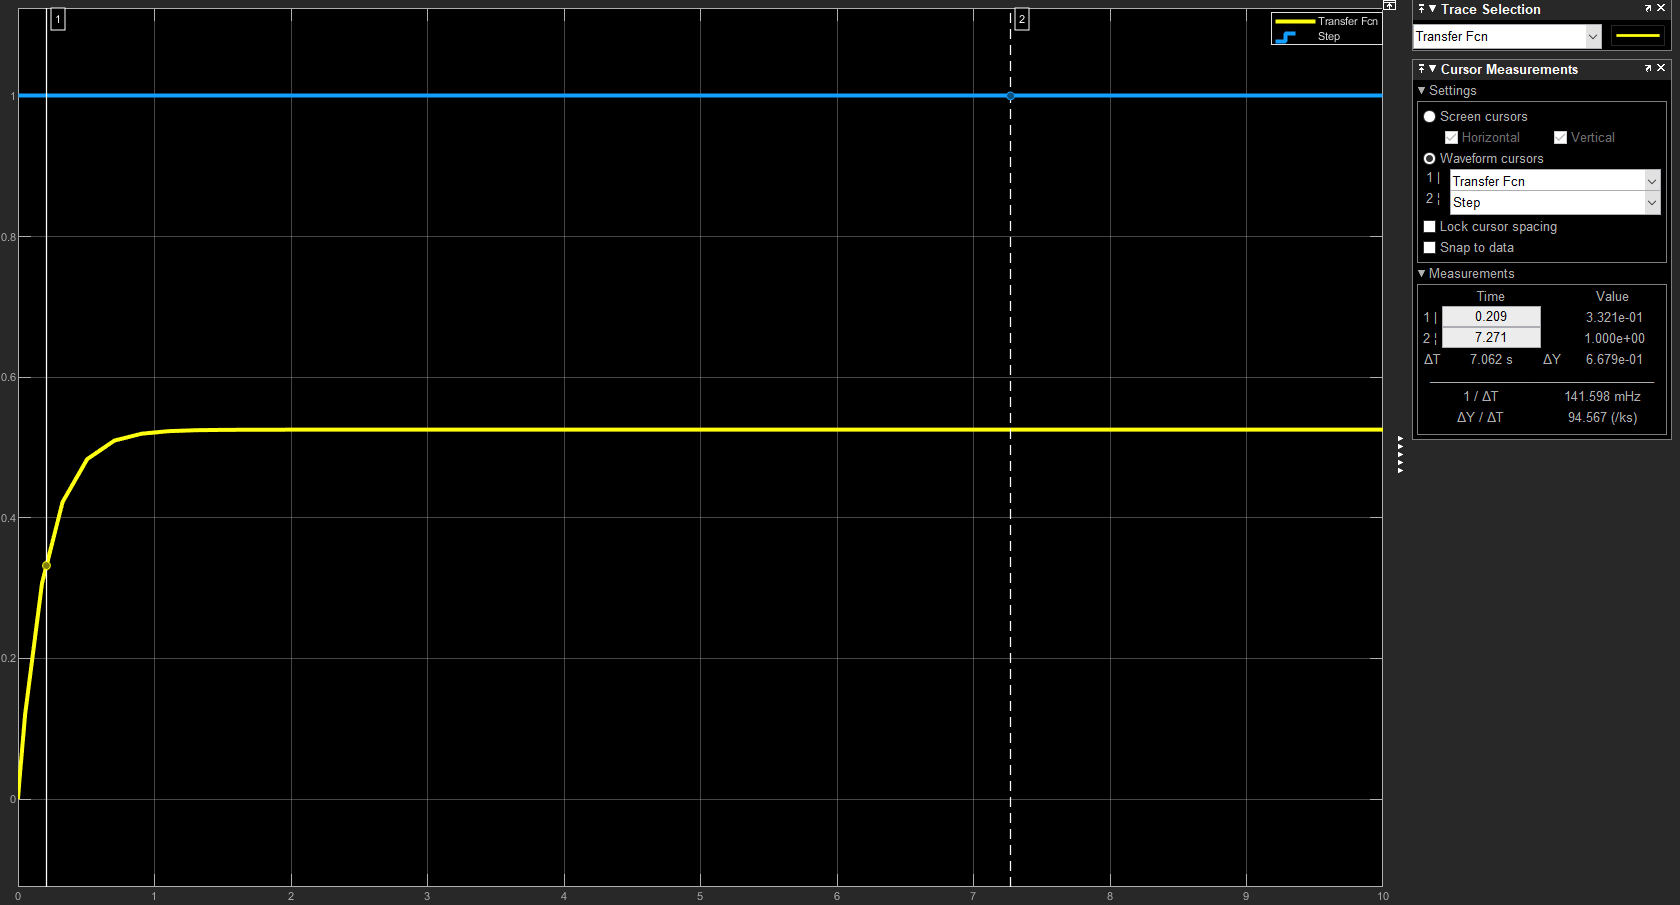 1
2
Transfer Fcn
Step
1
0.8
0.6
0.4
0.2
0
0 1 2 3 4 5 6 7 8 9 10
Trace Selection
Transfer Fcn
Cursor Measurements
Settings
Screen cursors
Horizontal Vertical
Waveform cursors
1 | Transfer Fcn
2 ¦ Step
Lock cursor spacing
Snap to data
Measurements
Time Value
1 | 0.209 3.321e-01
2 ¦ 7.271 1.000e+00
ΔT 7.062 s ΔY 6.679e-01
1 / ΔT 141.598 mHz
ΔY / ΔT 94.567 (/ks)